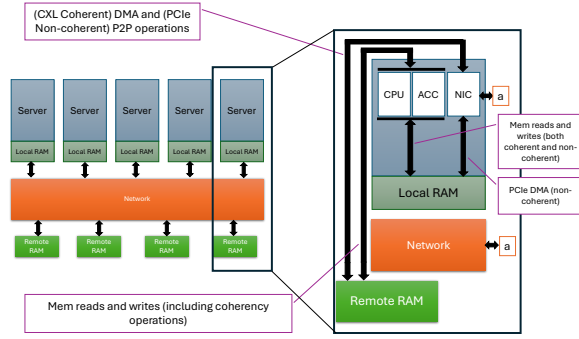 (CXL Coherent) DMA and (PCIe
Non-coherent) P2P operations
Server
Server
Server
Server
Server
Local RAM
Local RAM
Local RAM
Local RAM
Local RAM
Network
Remote
RAM
Remote
RAM
Remote
RAM
Remote
RAM
CPU
ACC
NIC
a
Mem reads and
writes (both
coherent and non-
coherent)
PCIe DMA (non-
coherent)
Local RAM
Network
a
Remote RAM
Mem reads and writes (including coherency
operations)